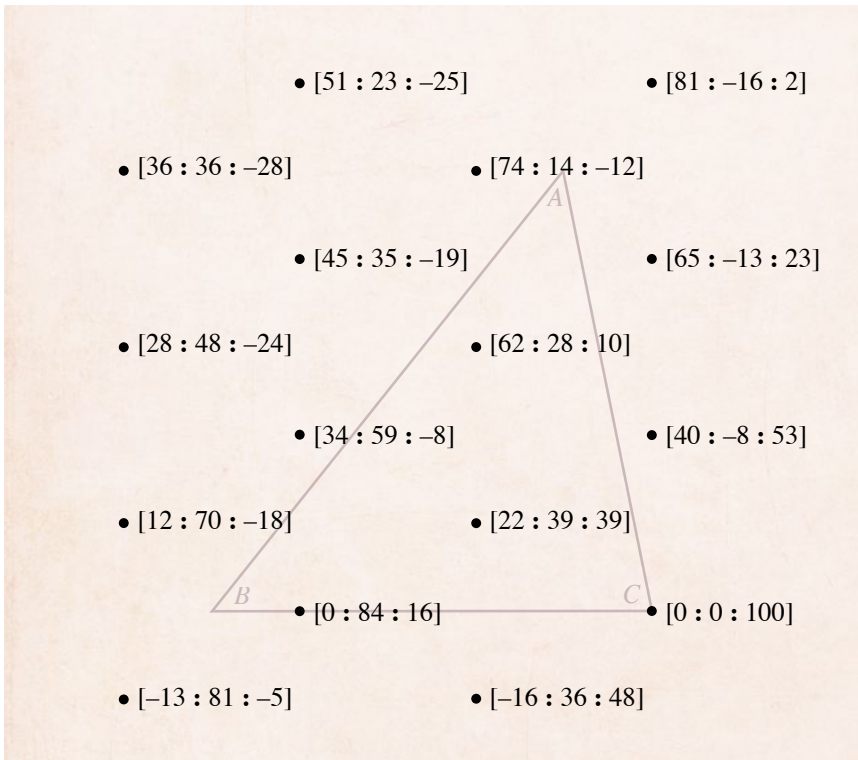 [51 : 23 : –25] [81 : –16 : 2]
[36 : 36 : –28] [74 : 14 : –12]
A
[45 : 35 : –19] [65 : –13 : 23]
[28 : 48 : –24] [62 : 28 : 10]
[34 : 59 : –8] [40 : –8 : 53]
[12 : 70 : –18] [22 : 39 : 39]
B C
[0 : 84 : 16] [0 : 0 : 100]
[–13 : 81 : –5] [–16 : 36 : 48]